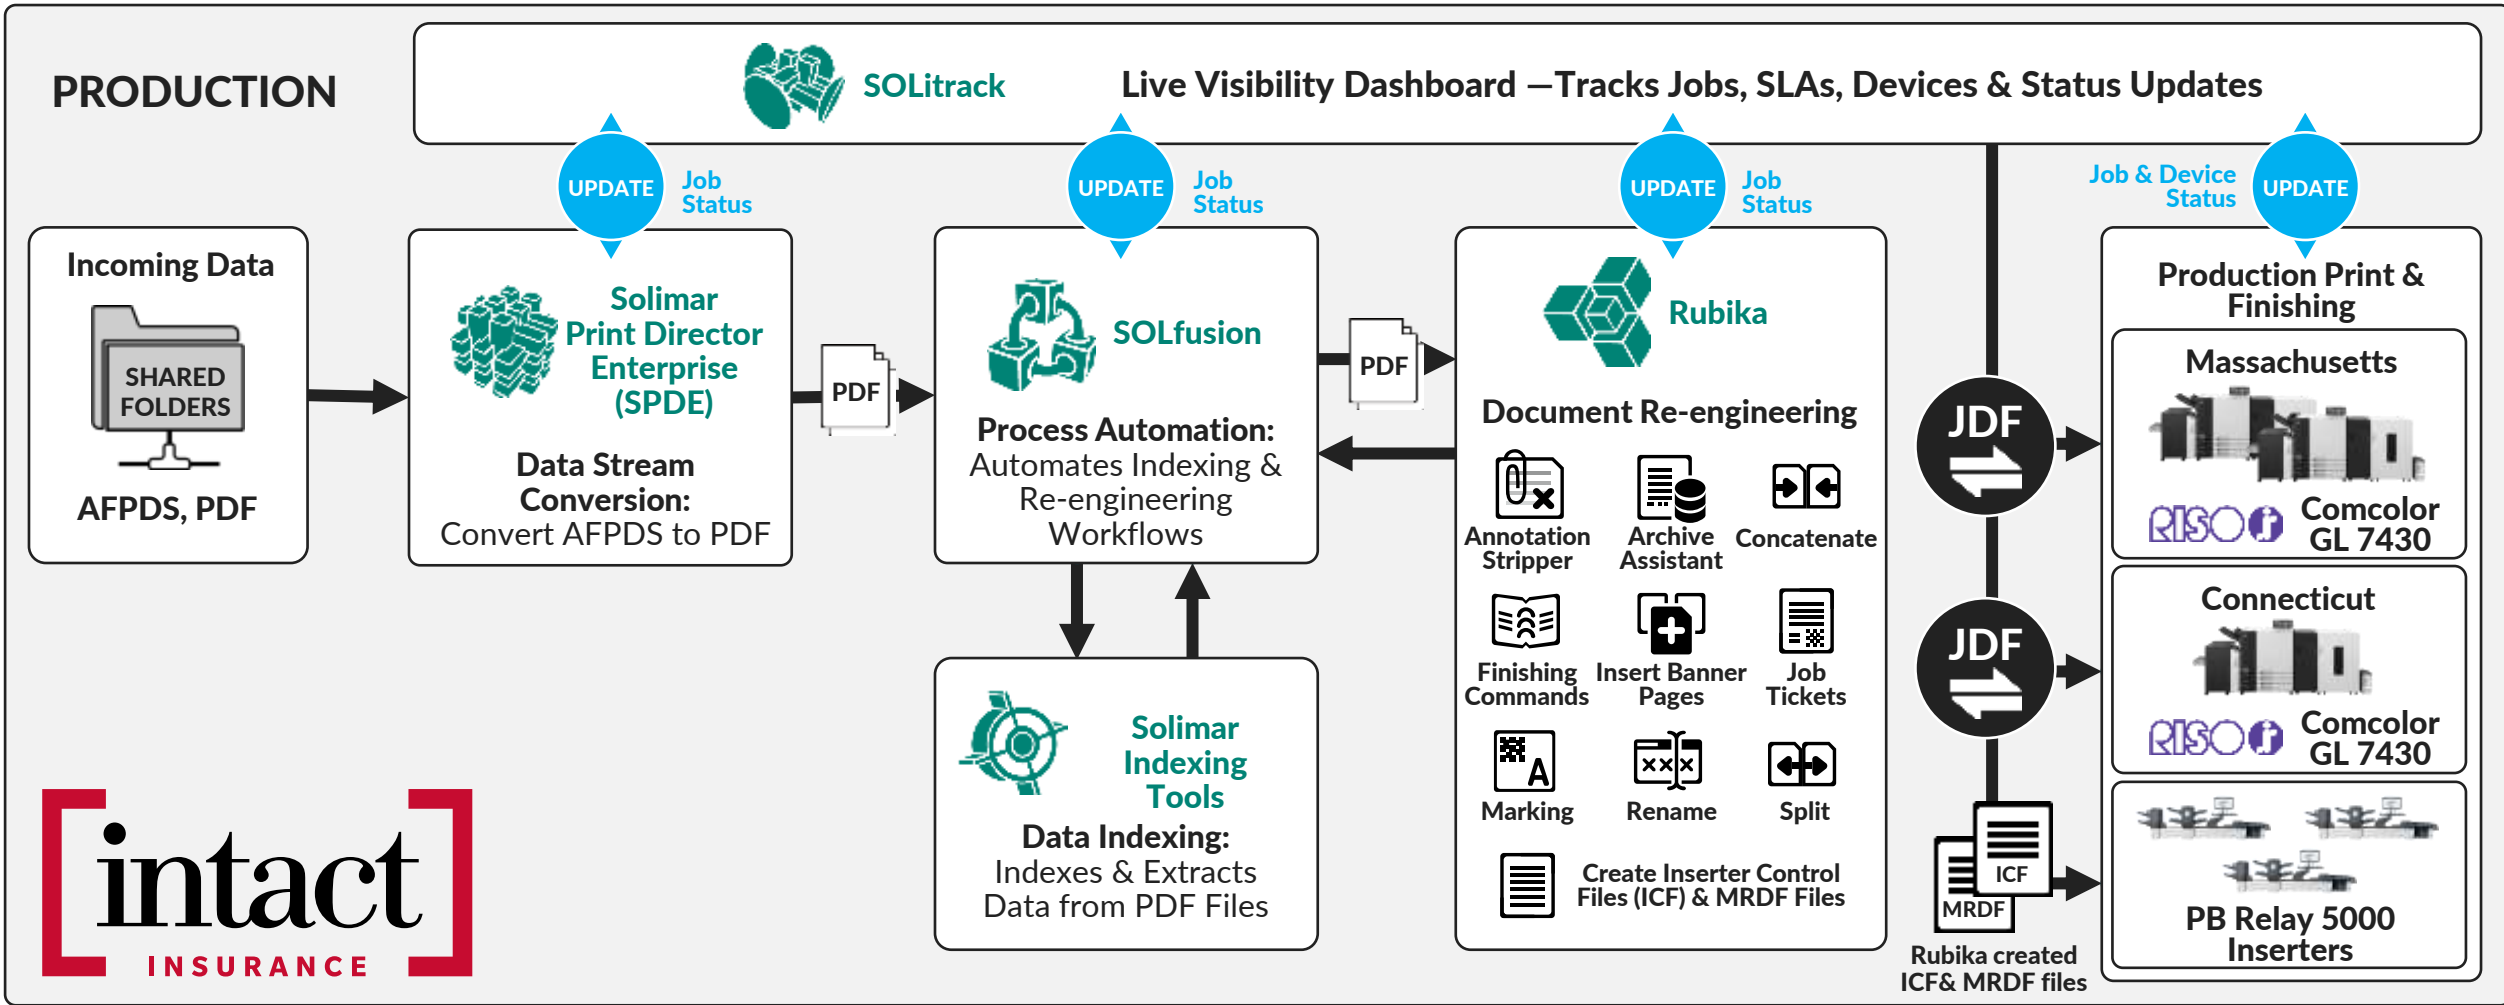 PRODUCTION
SOLitrack
Live Visibility Dashboard —Tracks Jobs, SLAs, Devices & Status Updates
UPDATE
Job
Status
UPDATE
Job
Status
UPDATE
Job
Status
Job & Device
Status
UPDATE
Incoming Data
SHARED
FOLDERS
AFPDS, PDF
Solimar
Print Director
Enterprise
(SPDE)
Data Stream
Conversion:
Convert AFPDS to PDF
PDF
SOLfusion
Process Automation:
Automates Indexing &
Re-engineering
Workflows
PDF
Solimar
Indexing
Tools
Data Indexing:
Indexes & Extracts
Data from PDF Files
Rubika
Document Re-engineering
Annotation
Stripper
Archive
Assistant
Concatenate
Finishing
Commands
Insert Banner
Pages
Job
Tickets
A
Marking
Rename
Split
Create Inserter Control
Files (ICF) & MRDF Files
JDF
JDF
ICF
MRDF
Rubika created
ICF& MRDF files
Production Print &
Finishing
Massachusetts
RISO
Comcolor
GL 7430
Connecticut
RISO
Comcolor
GL 7430
PB Relay 5000
Inserters
intact
INSURANCE